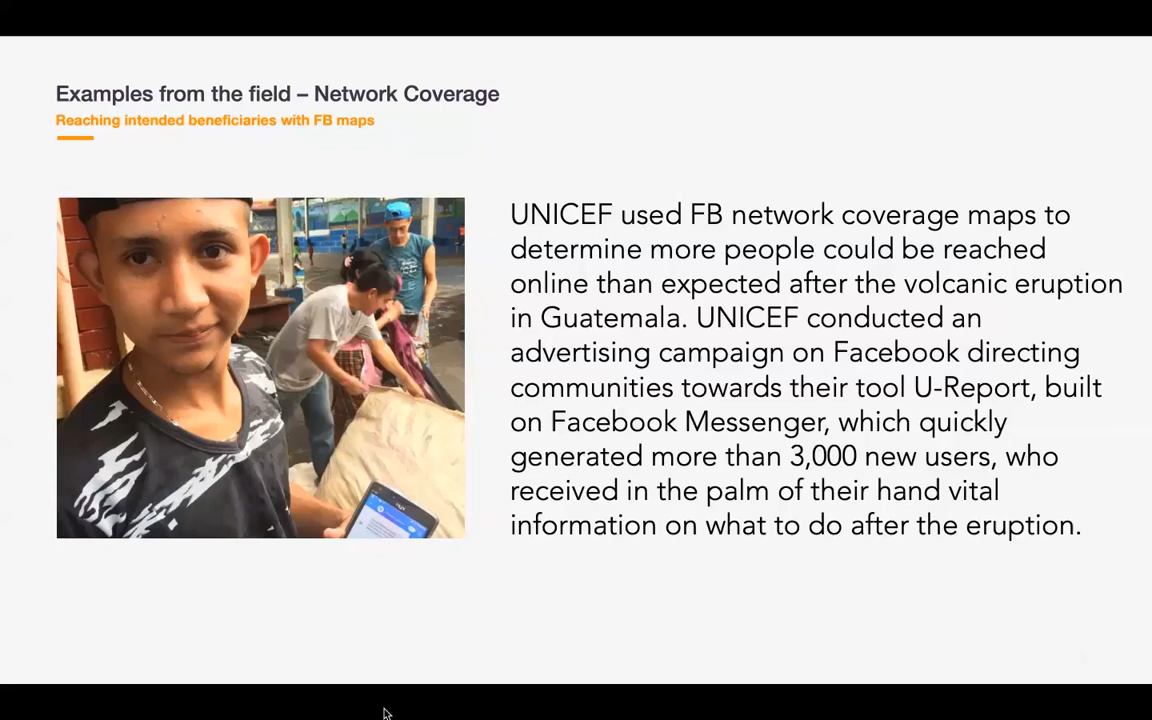 Examples from the field – Network Coverage
Reaching intended beneficiaries with FB maps
UNICEF used FB network coverage maps to
determine more people could be reached
online than expected after the volcanic eruption
in Guatemala. UNICEF conducted an
advertising campaign on Facebook directing
communities towards their tool U-Report, built
on Facebook Messenger, which quickly
generated more than 3,000 new users, who
received in the palm of their hand vital
information on what to do after the eruption.